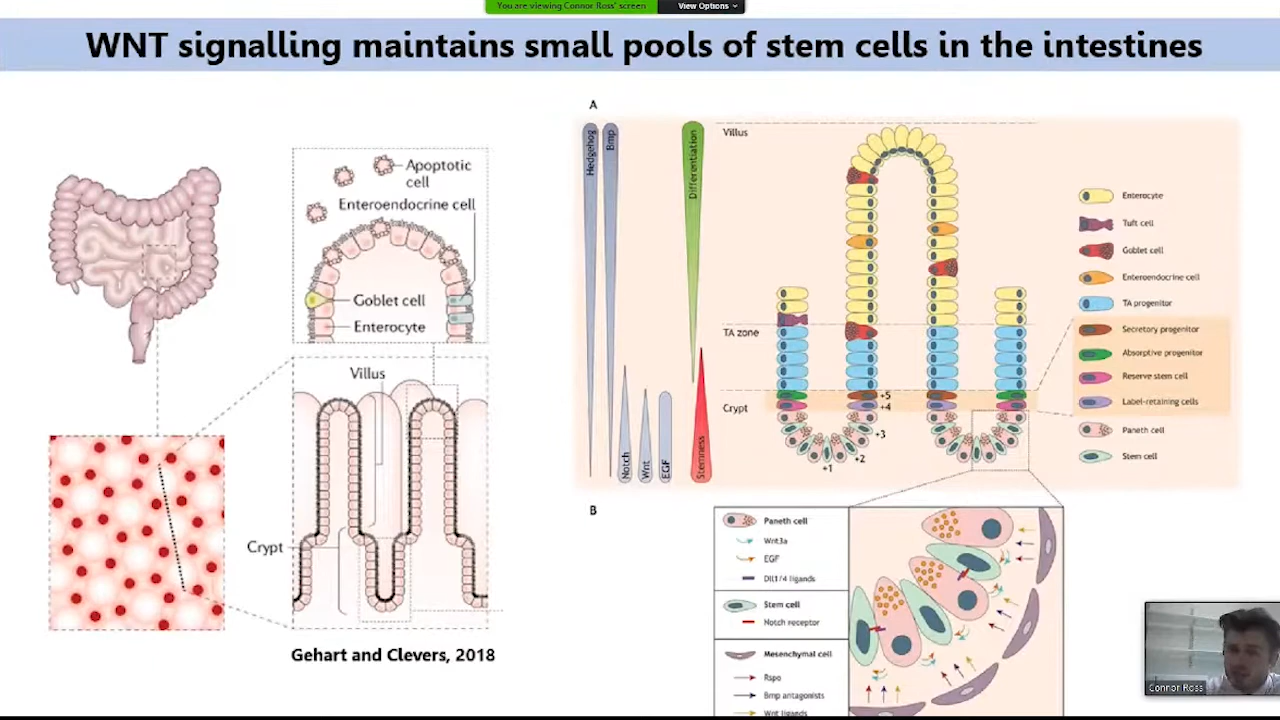 You are viewing Connor Ross' screen
View Options
WNT signalling maintains small pools of stem cells in the intestines
Apoptotic
cell
Enteroendocrine cell
Goblet cell
Enterocyte
Villus
Crypt
Gehart and Clevers, 2018
A
Hedgehog
Bmp
Differentiation
Notch
Wnt
EGF
Stemness
Villus
TA zone
Crypt
+5
+4
+3
+2
+1
Enterocyte
Tuft cell
Goblet cell
Enteroendocrine cell
TA progenitor
Secretory progenitor
Absorptive progenitor
Reserve stem cell
Label-retaining cells
Paneth cell
Stem cell
B
Paneth cell
Wnt3a
EGF
Dll1/4 ligands
Stem cell
Notch receptor
Mesenchymal cell
Rspo
Bmp antagonists
Wnt ligands
Connor Ross